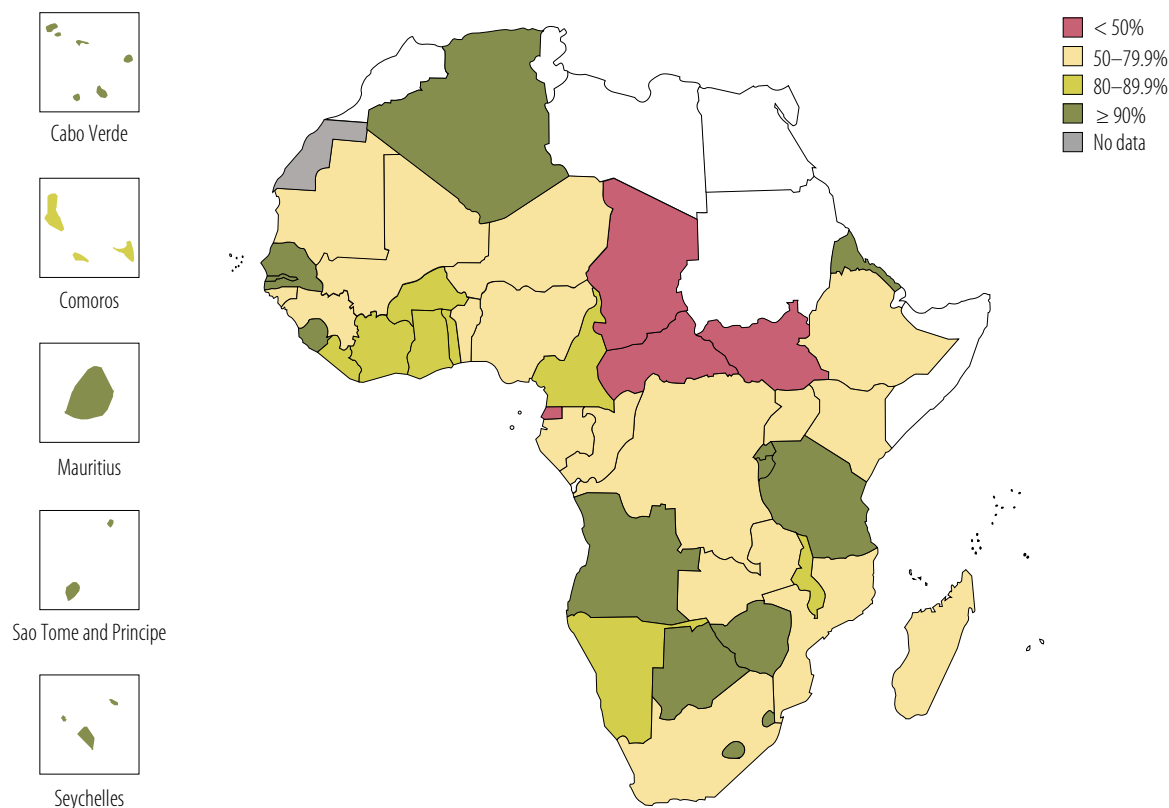 Cabo Verde
Comoros
Mauritius
Sao Tome and Principe
Seychelles
< 50%
50–79.9%
80–89.9%
≥ 90%
No data